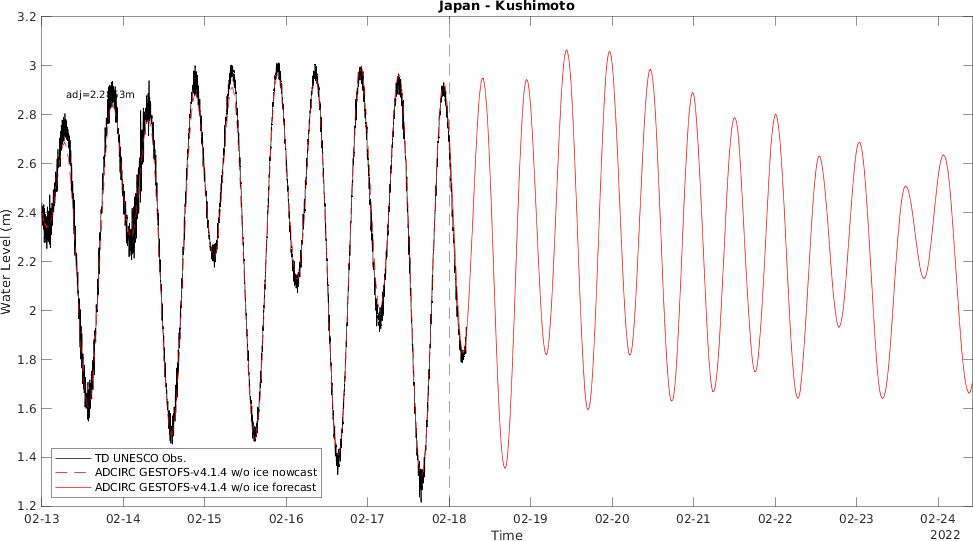 Japan - Kushimoto
3.2
3
2.8
2.6
2.4
2.2
2
1.8
1.6
1.4
1.2
Water Level (m)
TD UNESCO Obs.
ADCIRC GESTOFS-v4.1.4 w/o ice nowcast
ADCIRC GESTOFS-v4.1.4 w/o ice forecast
02-13 02-14 02-15 02-16 02-17 02-18 02-19 02-20 02-21 02-22 02-23 02-24
Time
2022